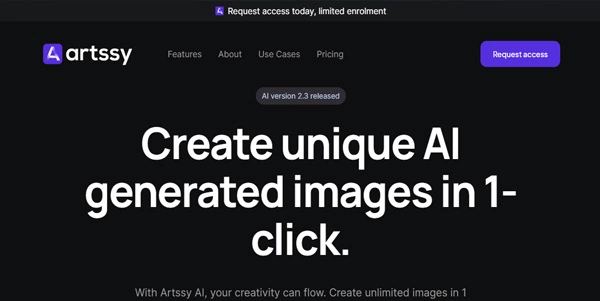 Request access today, limited enrolment
artssy Features About Use Cases Pricing Request access
AI version 2.3 released
Create unique AI
generated images in 1-
click.
With Artssy AI, your creativity can flow. Create unlimited images in 1